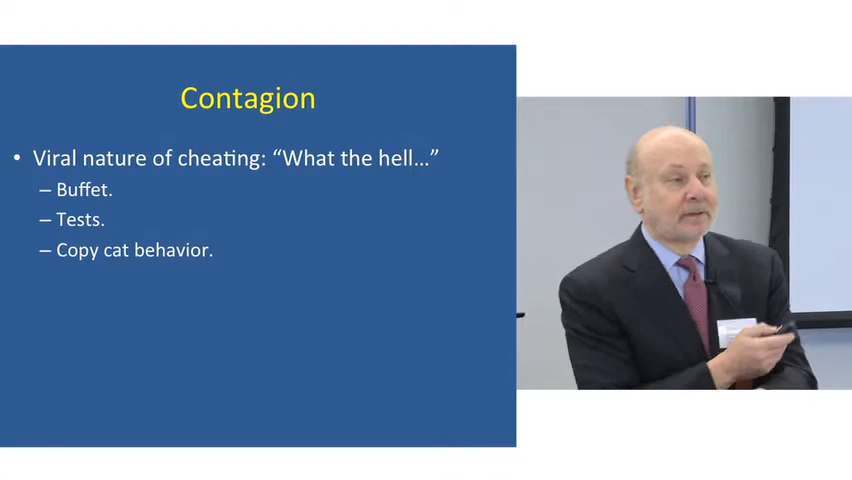 Contagion
• Viral nature of cheating: “What the hell…”
– Buffet.
– Tests.
– Copy cat behavior.